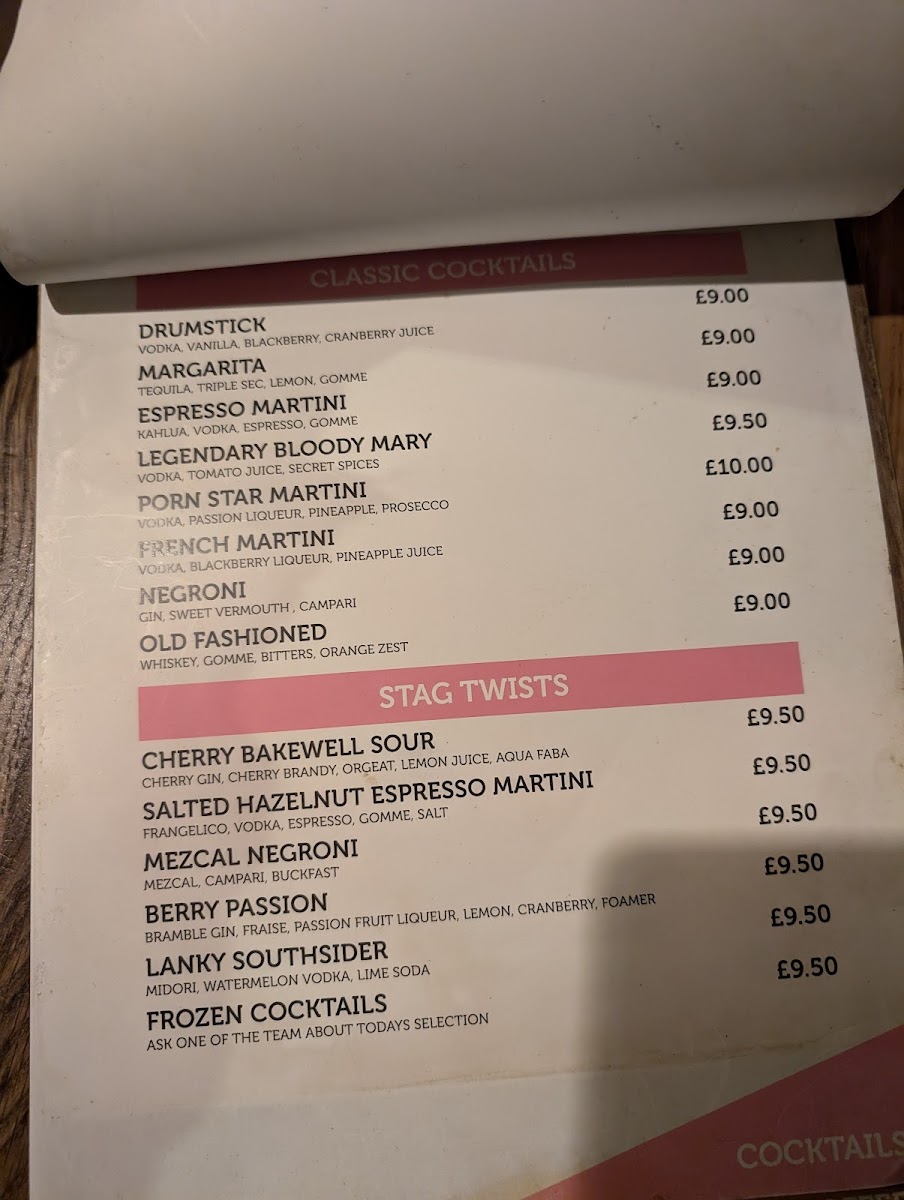 CLASSIC COCKTAILS
DRUMSTICK £9.00
VODKA, VANILLA, BLACKBERRY, CRANBERRY JUICE
MARGARITA £9.00
TEQUILA, TRIPLE SEC, LEMON, GOMME
ESPRESSO MARTINI £9.00
KAHLUA, VODKA, ESPRESSO, GOMME
LEGENDARY BLOODY MARY £9.50
VODKA, TOMATO JUICE, SECRET SPICES
PORN STAR MARTINI £10.00
VODKA, PASSION LIQUEUR, PINEAPPLE, PROSECCO
FRENCH MARTINI £9.00
VODKA, BLACKBERRY LIQUEUR, PINEAPPLE JUICE
NEGRONI £9.00
GIN, SWEET VERMOUTH , CAMPARI
OLD FASHIONED £9.00
WHISKEY, GOMME, BITTERS, ORANGE ZEST
STAG TWISTS
CHERRY BAKEWELL SOUR £9.50
CHERRY GIN, CHERRY BRANDY, ORGEAT, LEMON JUICE, AQUA FABA
SALTED HAZELNUT ESPRESSO MARTINI £9.50
FRANGELICO, VODKA, ESPRESSO, GOMME, SALT
MEZCAL NEGRONI £9.50
MEZCAL, CAMPARI, BUCKFAST
BERRY PASSION £9.50
BRAMBLE GIN, FRAISE, PASSION FRUIT LIQUEUR, LEMON, CRANBERRY, FOAMER
LANKY SOUTHSIDER £9.50
MIDORI, WATERMELON VODKA, LIME SODA
FROZEN COCKTAILS £9.50
ASK ONE OF THE TEAM ABOUT TODAYS SELECTION
COCKTAILS